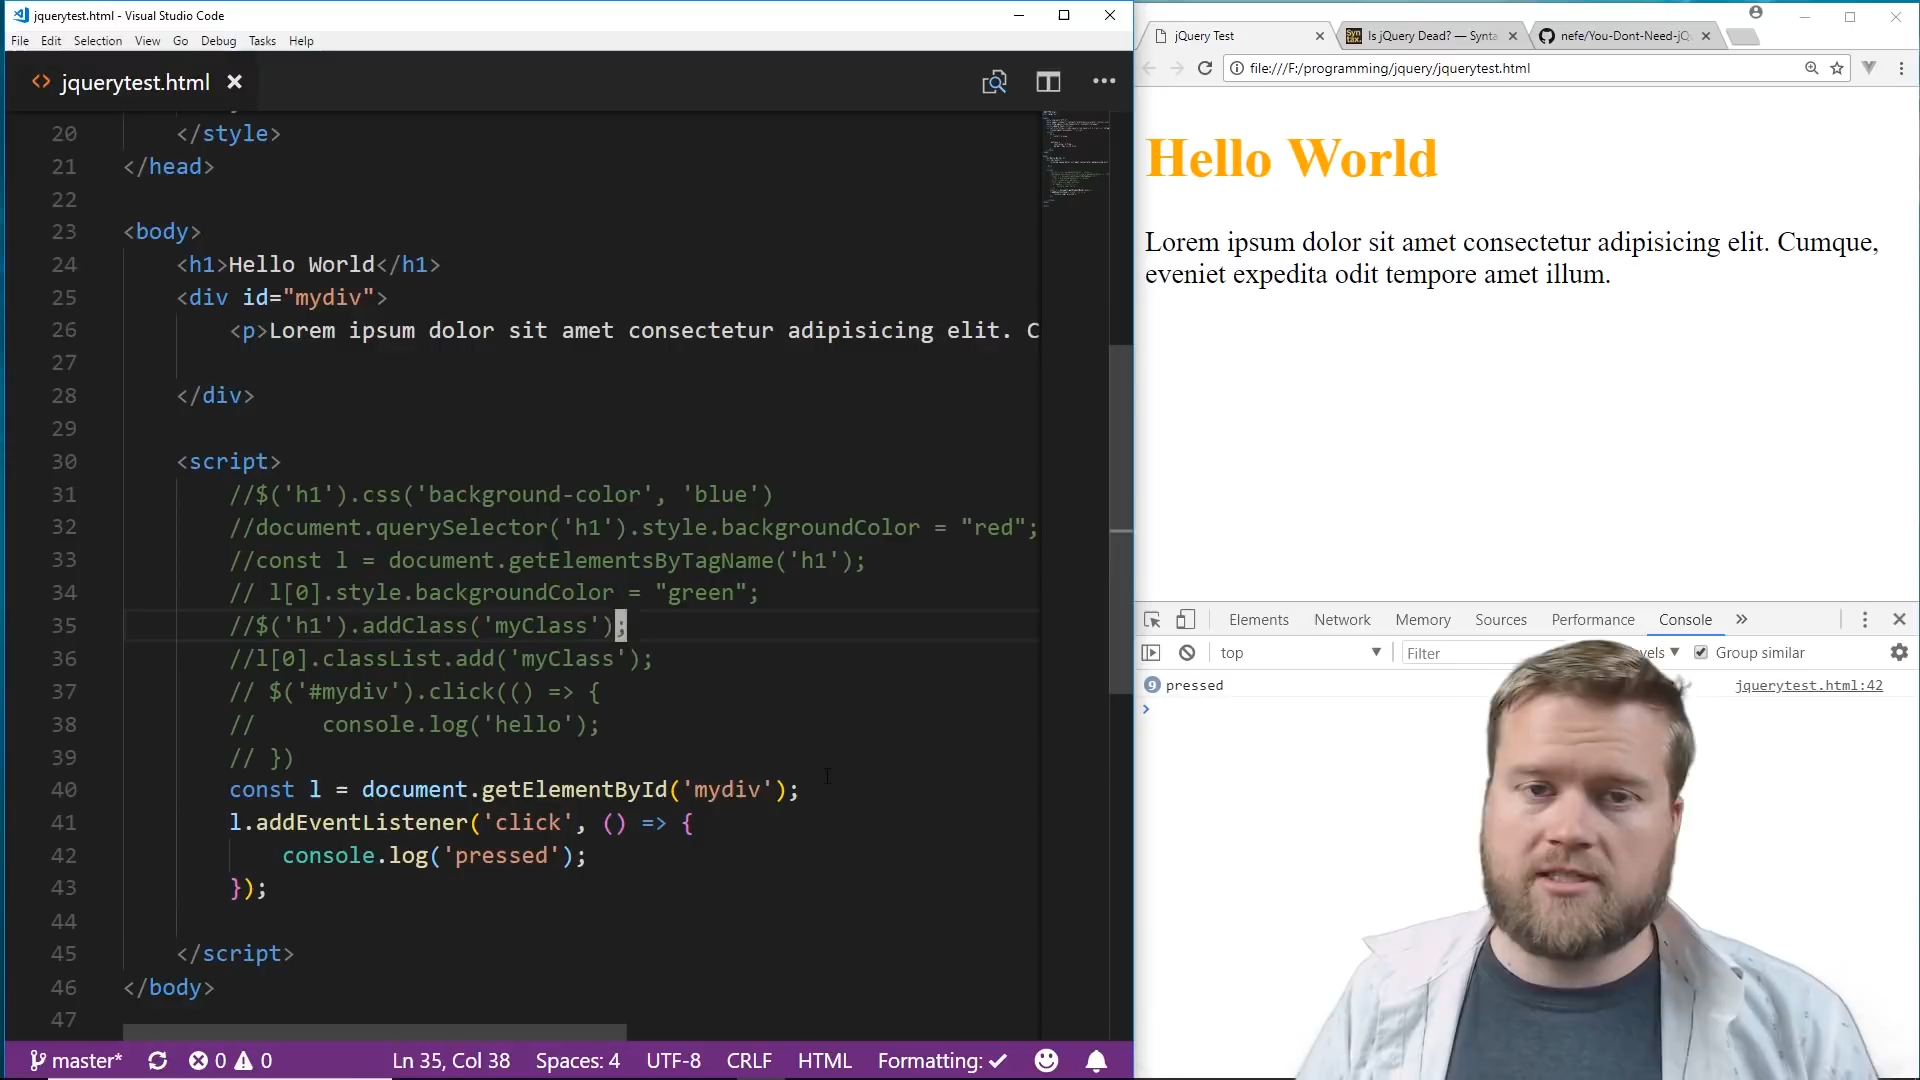 jquerytest.html - Visual Studio Code
File Edit Selection View Go Debug Tasks Help
jquerytest.html
20 </style>
21 </head>
22
23 <body>
24 <h1>Hello World</h1>
25 <div id="mydiv">
26 <p>Lorem ipsum dolor sit amet consectetur adipisicing elit. C
27
28 </div>
29
30 <script>
31 //$('h1').css('background-color', 'blue')
32 //document.querySelector('h1').style.backgroundColor = "red";
33 //const l = document.getElementsByTagName('h1');
34 // l[0].style.backgroundColor = "green";
35 //$('h1').addClass('myClass');
36 //l[0].classList.add('myClass');
37 // $('#mydiv').click(() => {
38 // console.log('hello');
39 // })
40 const l = document.getElementById('mydiv');
41 l.addEventListener('click', () => {
42 console.log('pressed');
43 });
44
45 </script>
46 </body>
47
master* 0 0 Ln 35, Col 38 Spaces: 4 UTF-8 CRLF HTML Formatting: ✓
jQuery Test Is jQuery Dead? — Synta nefe/You-Dont-Need-jQ
file:///F:/programming/jquery/jquerytest.html
Hello World
Lorem ipsum dolor sit amet consectetur adipisicing elit. Cumque,
eveniet expedita odit tempore amet illum.
Elements Network Memory Sources Performance Console »
top Filter vels Group similar
9 pressed jquerytest.html:42